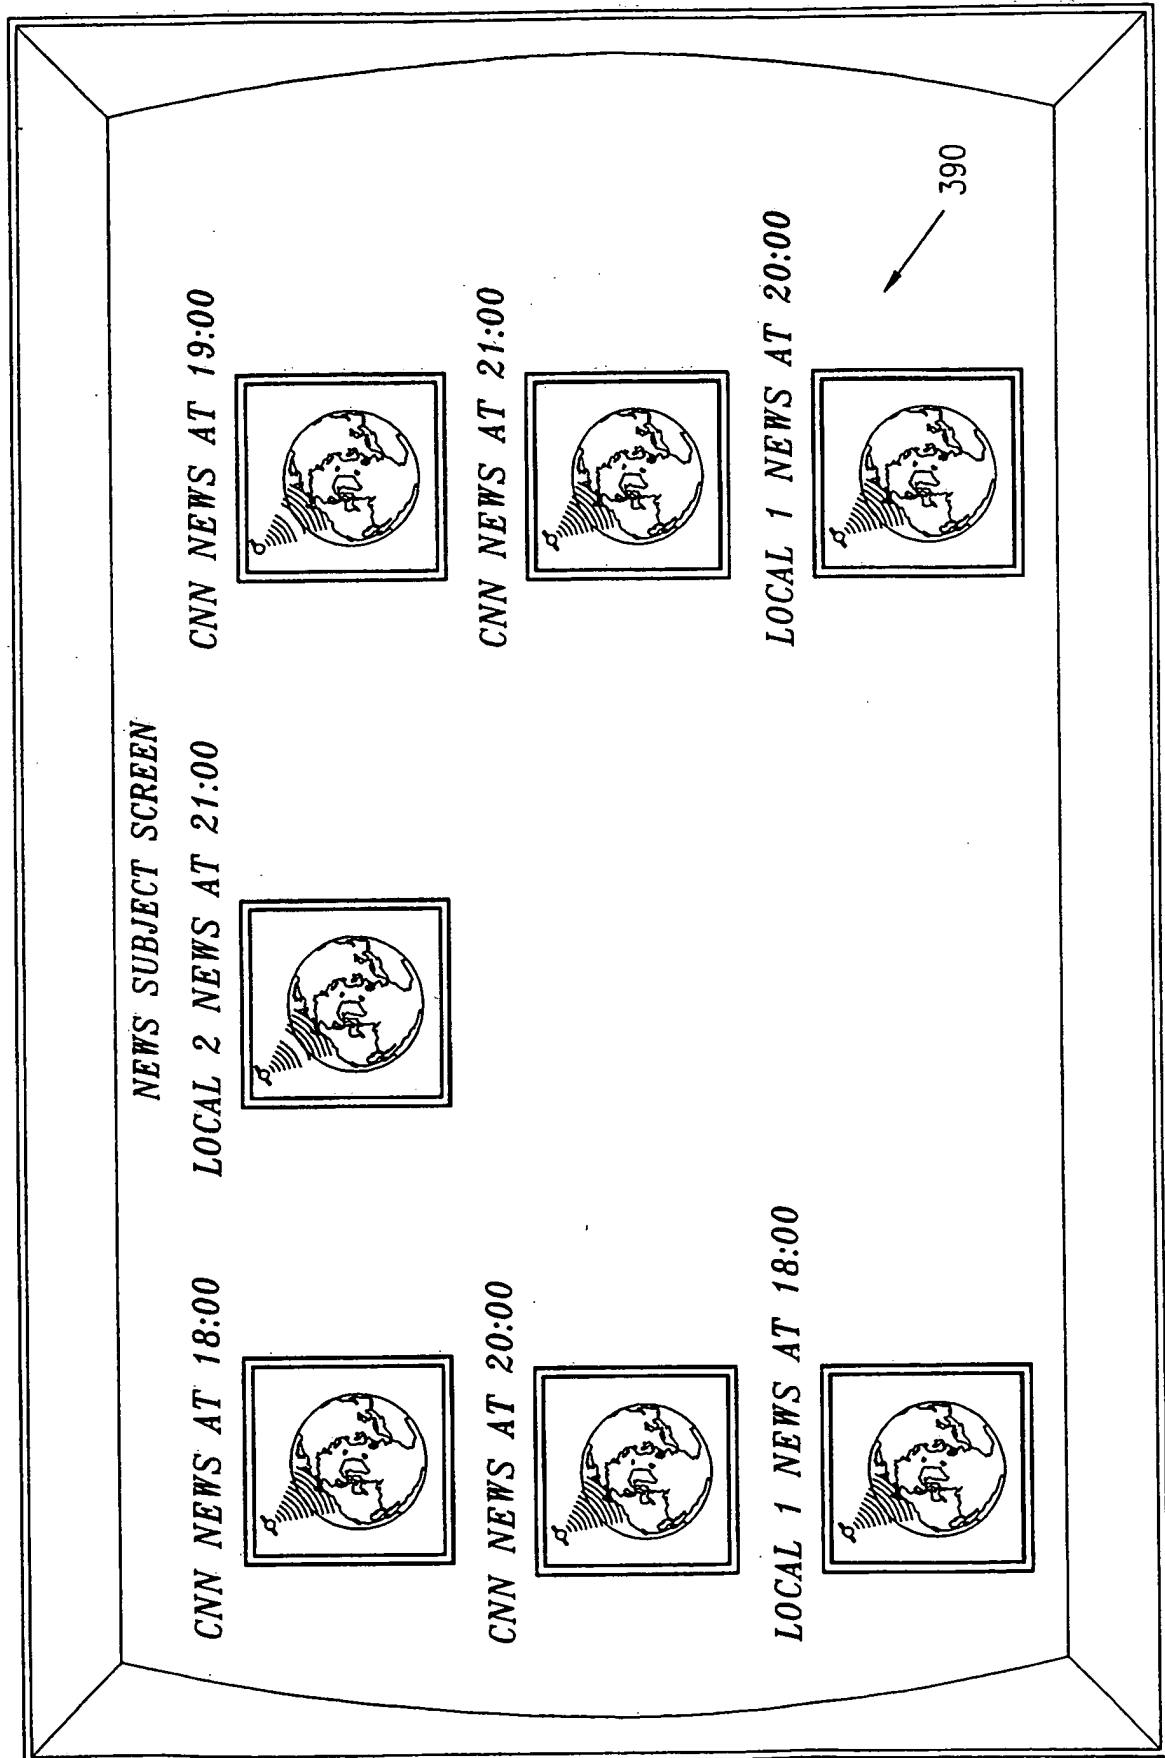 NEWS SUBJECT SCREEN
CNN NEWS AT 18:00
LOCAL 2 NEWS AT 21:00
CNN NEWS AT 19:00
CNN NEWS AT 20:00
CNN NEWS AT 21:00
LOCAL 1 NEWS AT 18:00
LOCAL 1 NEWS AT 20:00
390